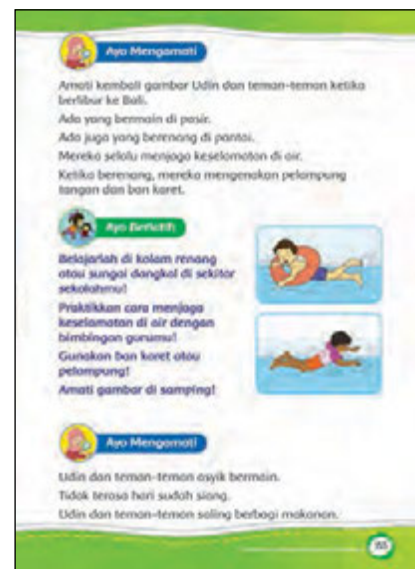 Ayo Mengamati
Amati kembali gambar Udin dan teman-teman ketika
berlibur ke Bali.
Ada yang bermain di pasir.
Ada juga yang berenang di pantai.
Mereka selalu menjaga keselamatan di air.
Ketika berenang, mereka mengenakan pelampung
tangan dan ban karet.
Ayo Berlatih
Belajarlah di kolam renang
atau sungai dangkal di sekitar
sekolahmu!
Praktikkan cara menjaga
keselamatan di air dengan
bimbingan gurumu!
Gunakan ban karet atau
pelampung!
Amati gambar di samping!
Ayo Mengamati
Udin dan teman-teman asyik bermain.
Tidak terasa hari sudah siang.
Udin dan teman-teman saling berbagi makanan.